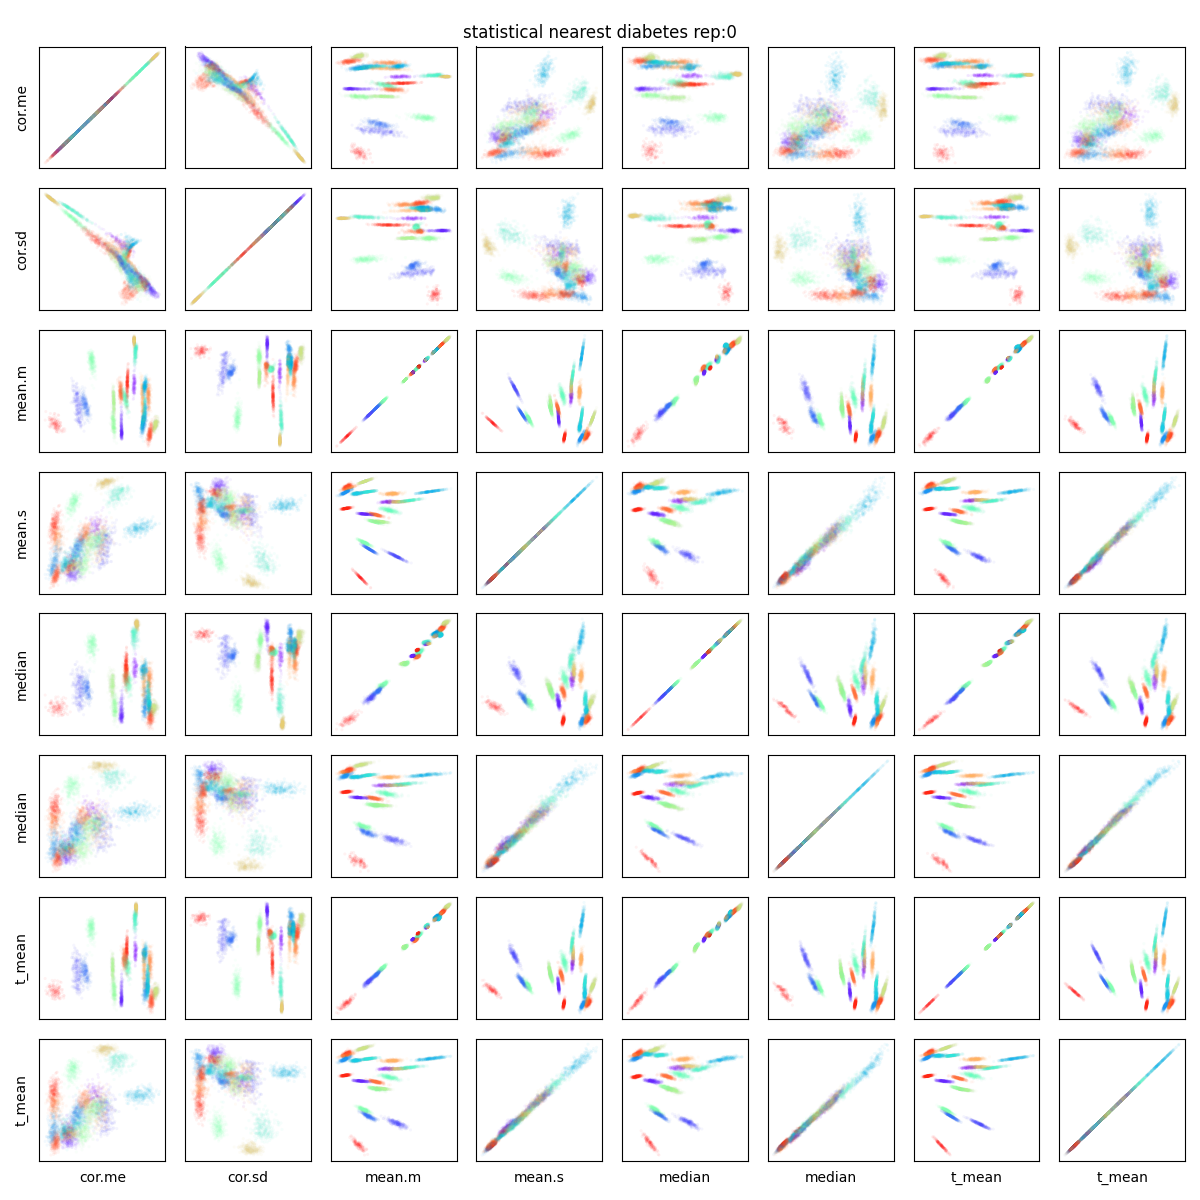 statistical nearest diabetes rep:0
cor.me
cor.sd
mean.m
mean.s
median
median
t_mean
t_mean
cor.me cor.sd mean.m mean.s median median t_mean t_mean